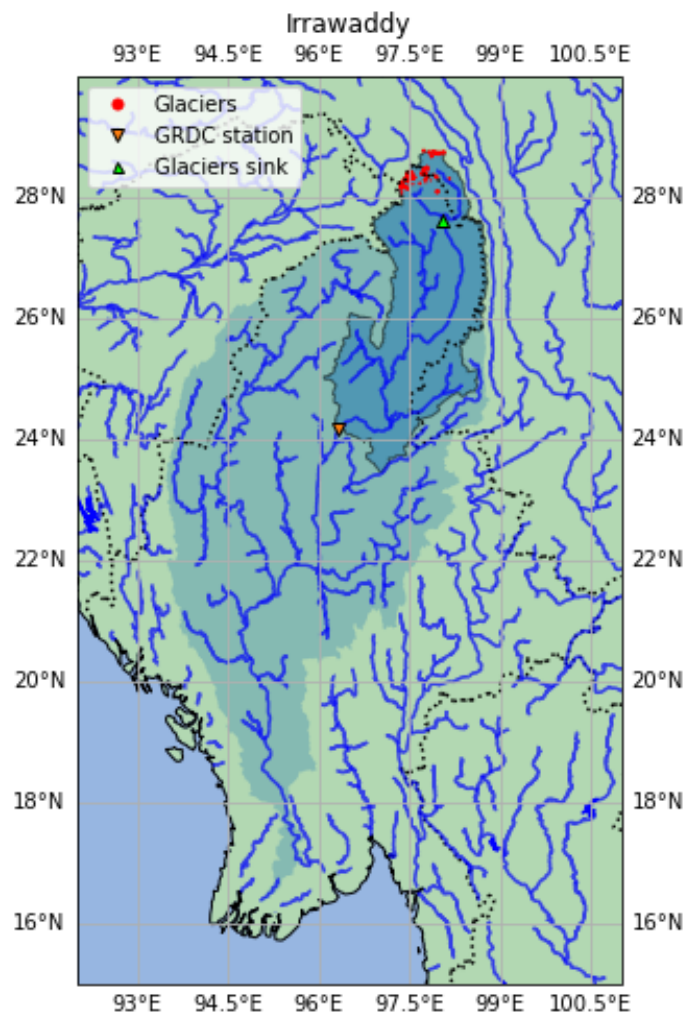 Irrawaddy
93°E 94.5°E 96°E 97.5°E 99°E 100.5°E
Glaciers
GRDC station
Glaciers sink
28°N 28°N
26°N 26°N
24°N 24°N
22°N 22°N
20°N 20°N
18°N 18°N
16°N 16°N
93°E 94.5°E 96°E 97.5°E 99°E 100.5°E